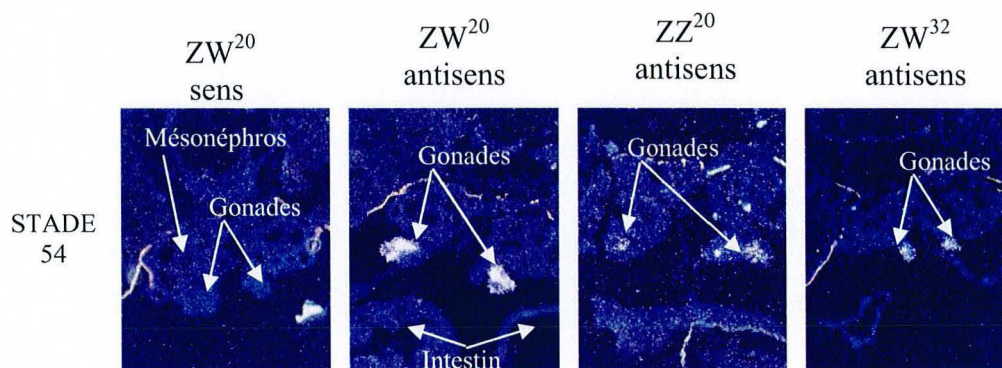 ZW²⁰
sens
ZW²⁰
antisens
ZZ²⁰
antisens
ZW³²
antisens
STADE
54
Mésonéphros
Gonades
Gonades
Intestin
Gonades
Gonades